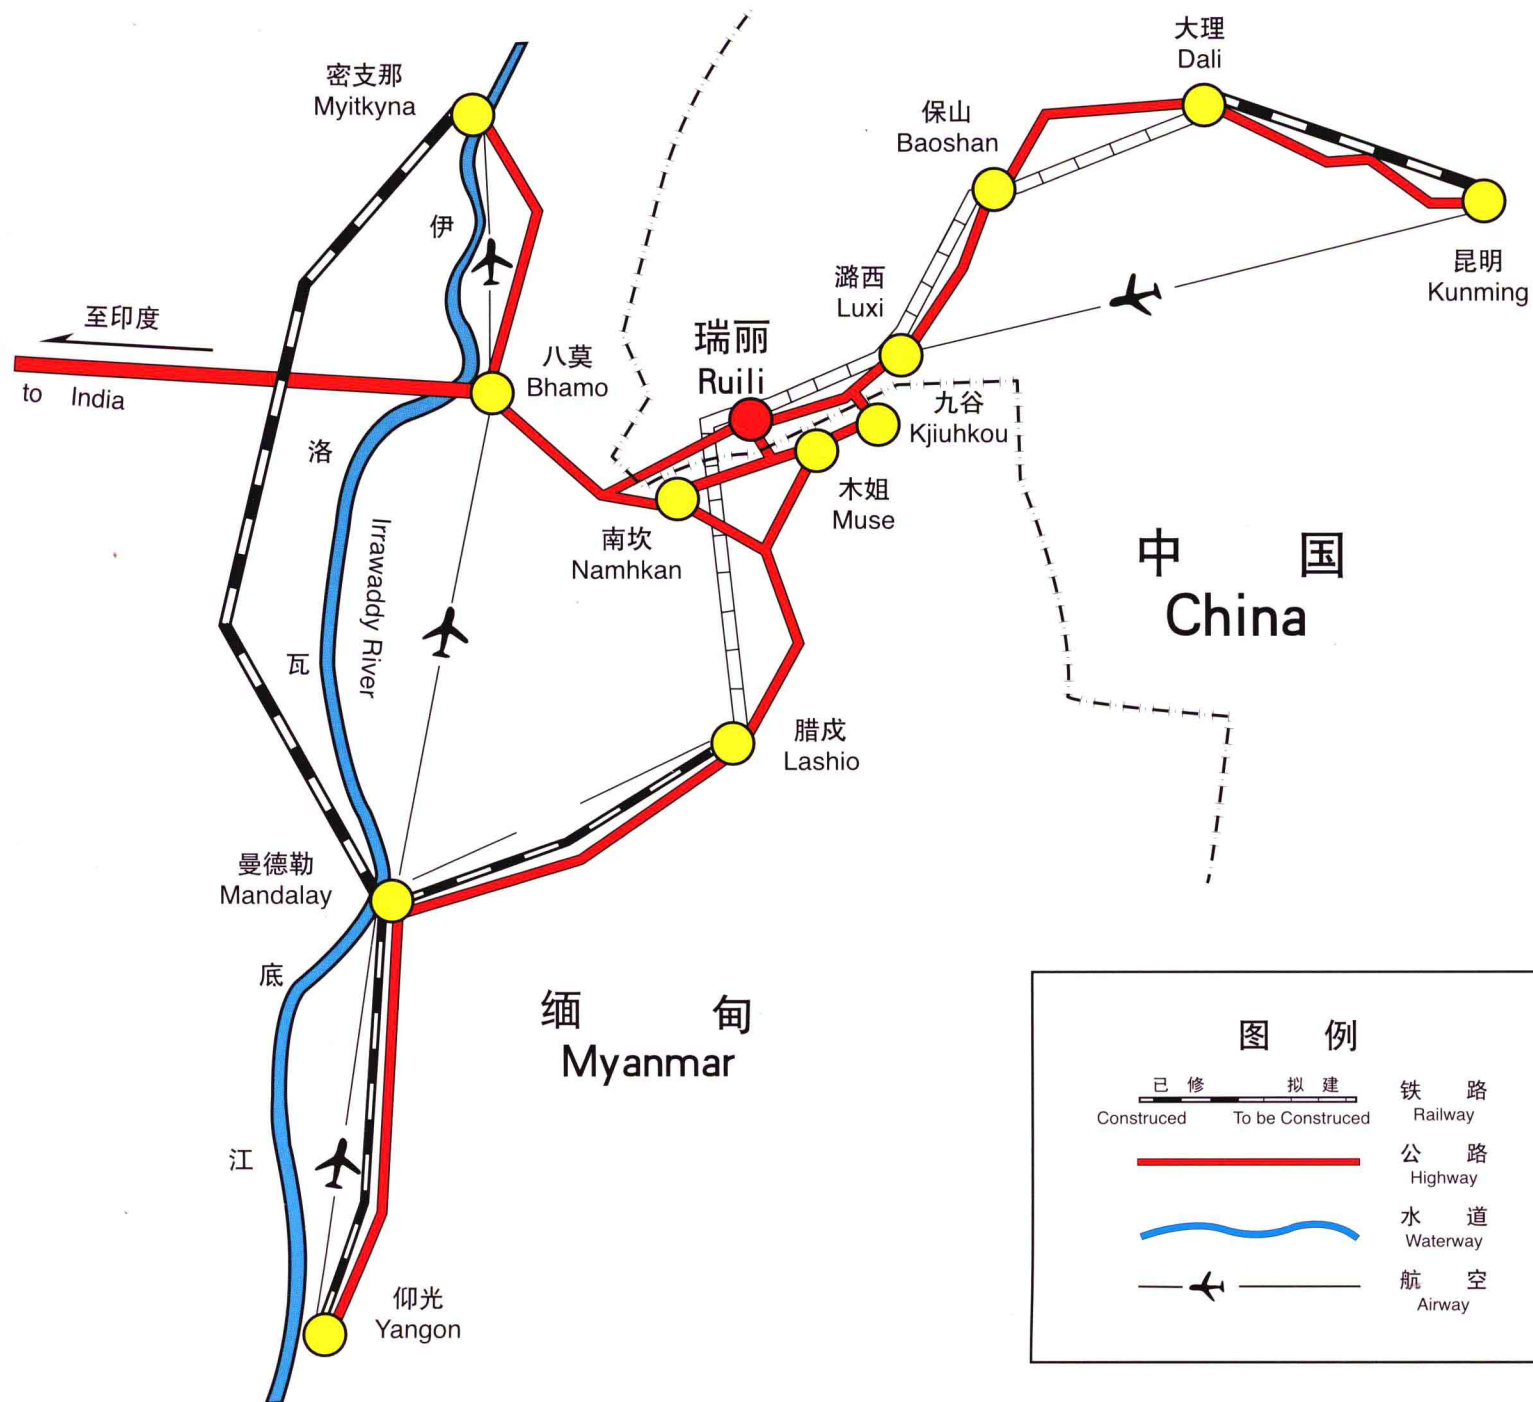 大理
Dali
密支那
Myitkyna
保山
Baoshan
昆明
Kunming
伊
潞西
Luxi
至印度
to India
瑞丽
Ruili
八莫
Bhamo
九谷
Kjiuhkou
洛
木姐
Muse
南坎
Namhkan
Irrawaddy River
中 国
China
瓦
腊戍
Lashio
曼德勒
Mandalay
底
缅 甸
Myanmar
江
仰光
Yangon
图 例
已 修 拟 建
Construced To be Construced
铁 路
Railway
公 路
Highway
水 道
Waterway
航 空
Airway